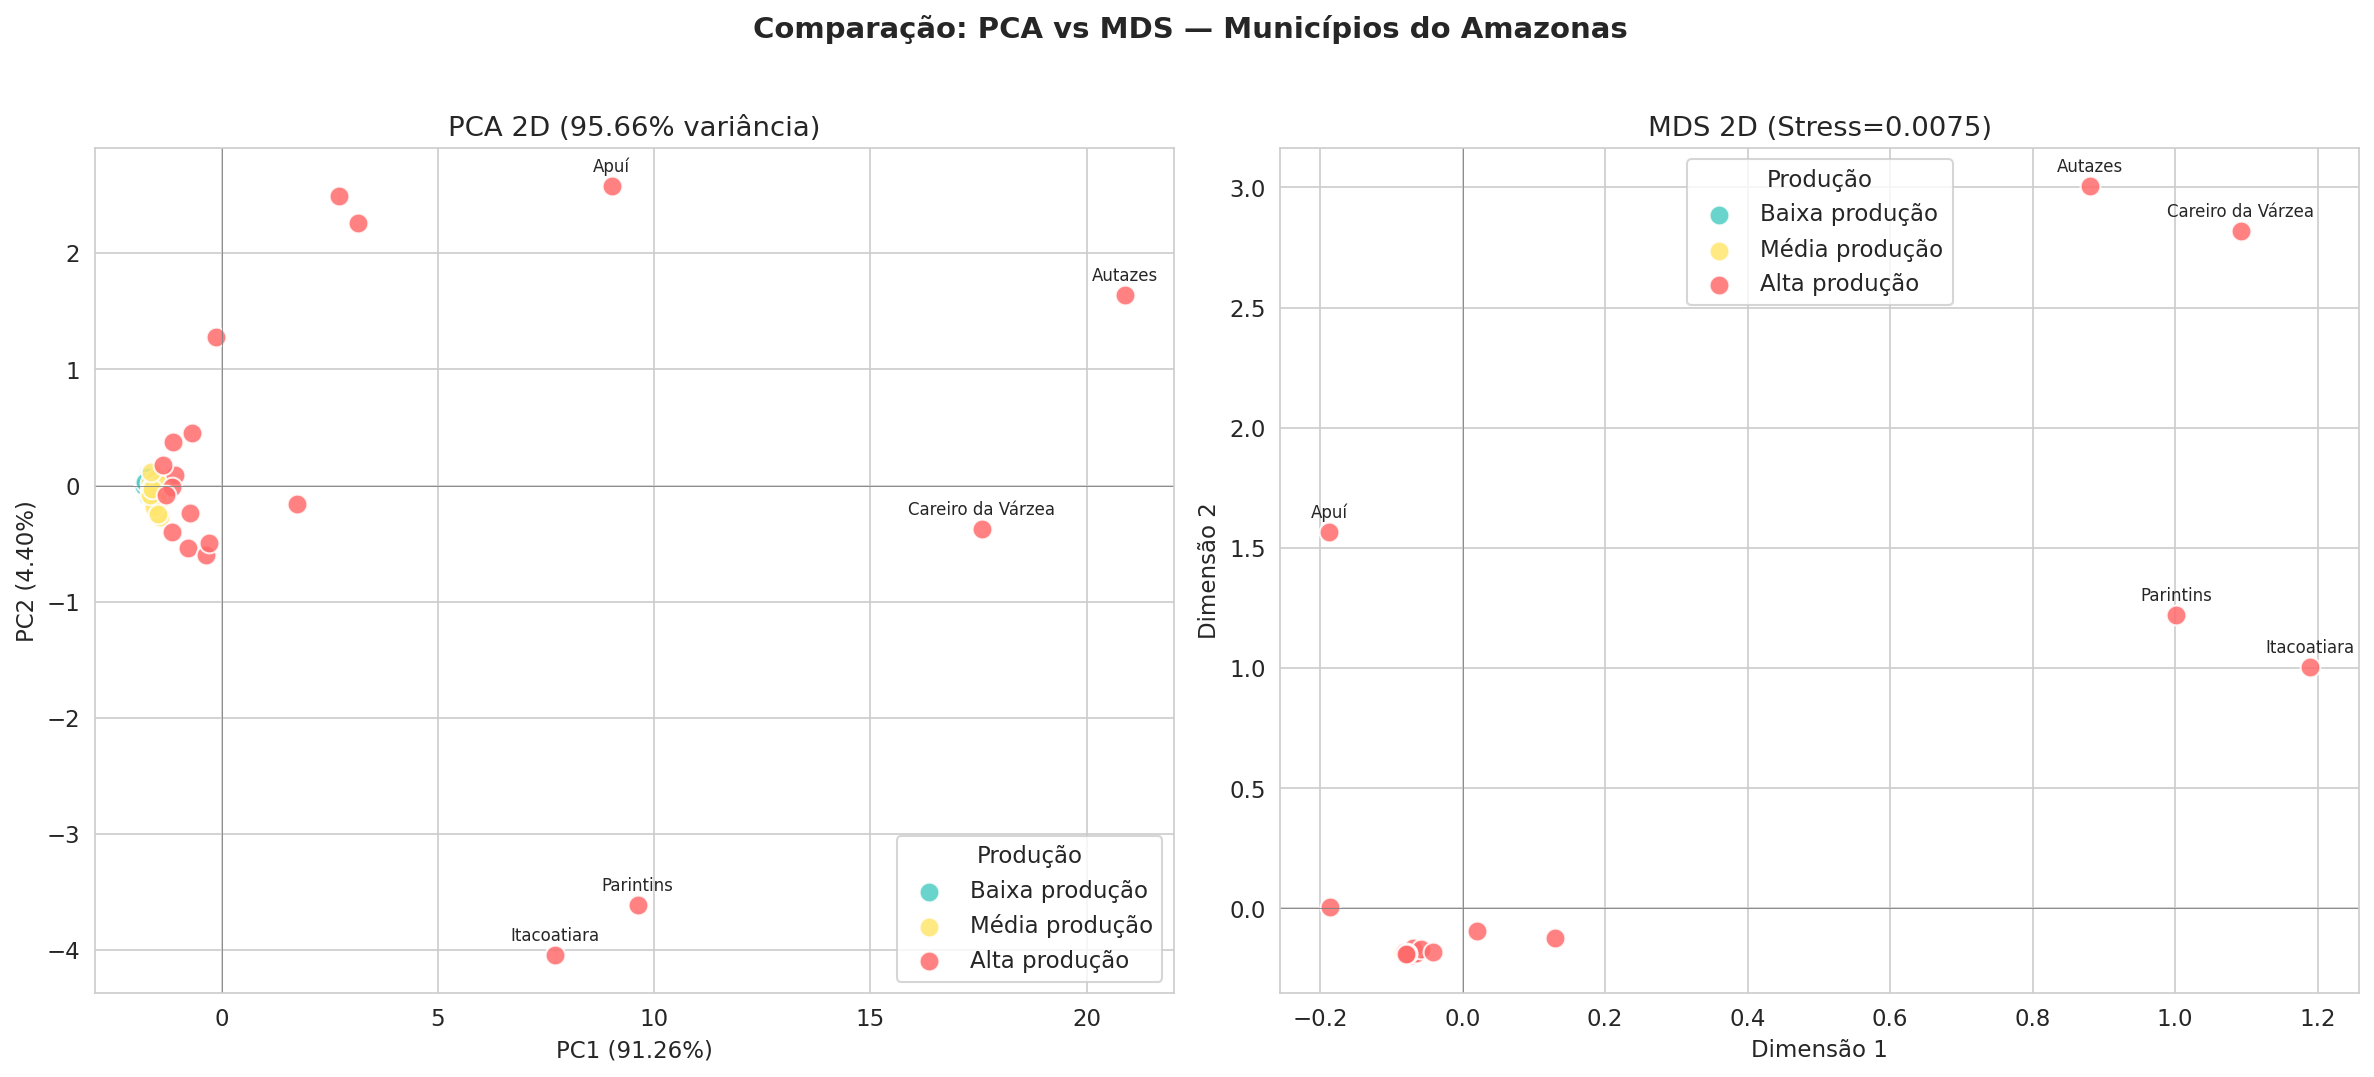 Comparação: PCA vs MDS — Municípios do Amazonas
PCA 2D (95.66% variância)
Apuí
Autazes
Careiro da Várzea
Parintins
Itacoatiara
2
1
0
−1
−2
−3
−4
PC2 (4.40%)
0 5 10 15 20
PC1 (91.26%)
Produção
Baixa produção
Média produção
Alta produção
MDS 2D (Stress=0.0075)
Produção
Baixa produção
Média produção
Alta produção
Autazes
Careiro da Várzea
Apuí
Parintins
Itacoatiara
3.0
2.5
2.0
1.5
1.0
0.5
0.0
Dimensão 2
−0.2 0.0 0.2 0.4 0.6 0.8 1.0 1.2
Dimensão 1